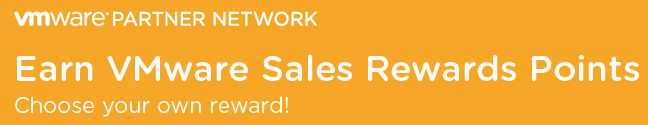 vmware® PARTNER NETWORK
Earn VMware Sales Rewards Points
Choose your own reward!